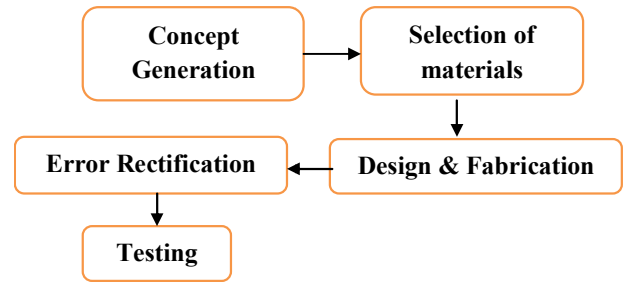 Concept
Generation
Selection of
materials
Design & Fabrication
Error Rectification
Testing